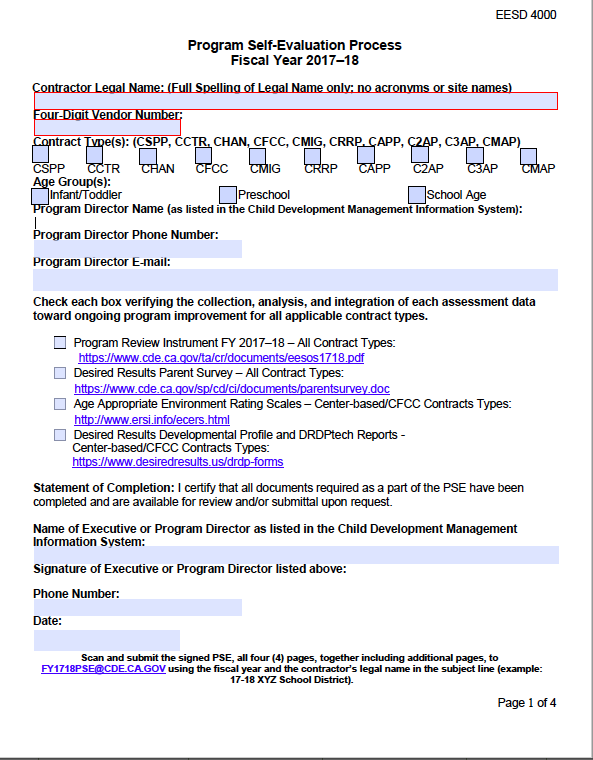 EESD 4000
Program Self-Evaluation Process
Fiscal Year 2017–18
Contractor Legal Name: (Full Spelling of Legal Name only; no acronyms or site names)
Four-Digit Vendor Number:
Contract Type(s): (CSPP, CCTR, CHAN, CFCC, CMIG, CRRP, CAPP, C2AP, C3AP, CMAP)
CSPP CCTR CHAN CFCC CMIG CRRP CAPP C2AP C3AP CMAP
Age Group(s):
Infant/Toddler Preschool School Age
Program Director Name (as listed in the Child Development Management Information System):
Program Director Phone Number:
Program Director E-mail:
Check each box verifying the collection, analysis, and integration of each assessment data
toward ongoing program improvement for all applicable contract types.
Program Review Instrument FY 2017–18 – All Contract Types:
https://www.cde.ca.gov/ta/cr/documents/eesos1718.pdf
Desired Results Parent Survey – All Contract Types:
https://www.cde.ca.gov/sp/cd/ci/documents/parentsurvey.doc
Age Appropriate Environment Rating Scales – Center-based/CFCC Contracts Types:
http://www.ersi.info/ecers.html
Desired Results Developmental Profile and DRDPtech Reports -
Center-based/CFCC Contracts Types:
https://www.desiredresults.us/drdp-forms
Statement of Completion: I certify that all documents required as a part of the PSE have been
completed and are available for review and/or submittal upon request.
Name of Executive or Program Director as listed in the Child Development Management
Information System:
Signature of Executive or Program Director listed above:
Phone Number:
Date:
Scan and submit the signed PSE, all four (4) pages, together including additional pages, to
FY1718PSE@CDE.CA.GOV using the fiscal year and the contractor's legal name in the subject line (example:
17-18 XYZ School District).
Page 1 of 4